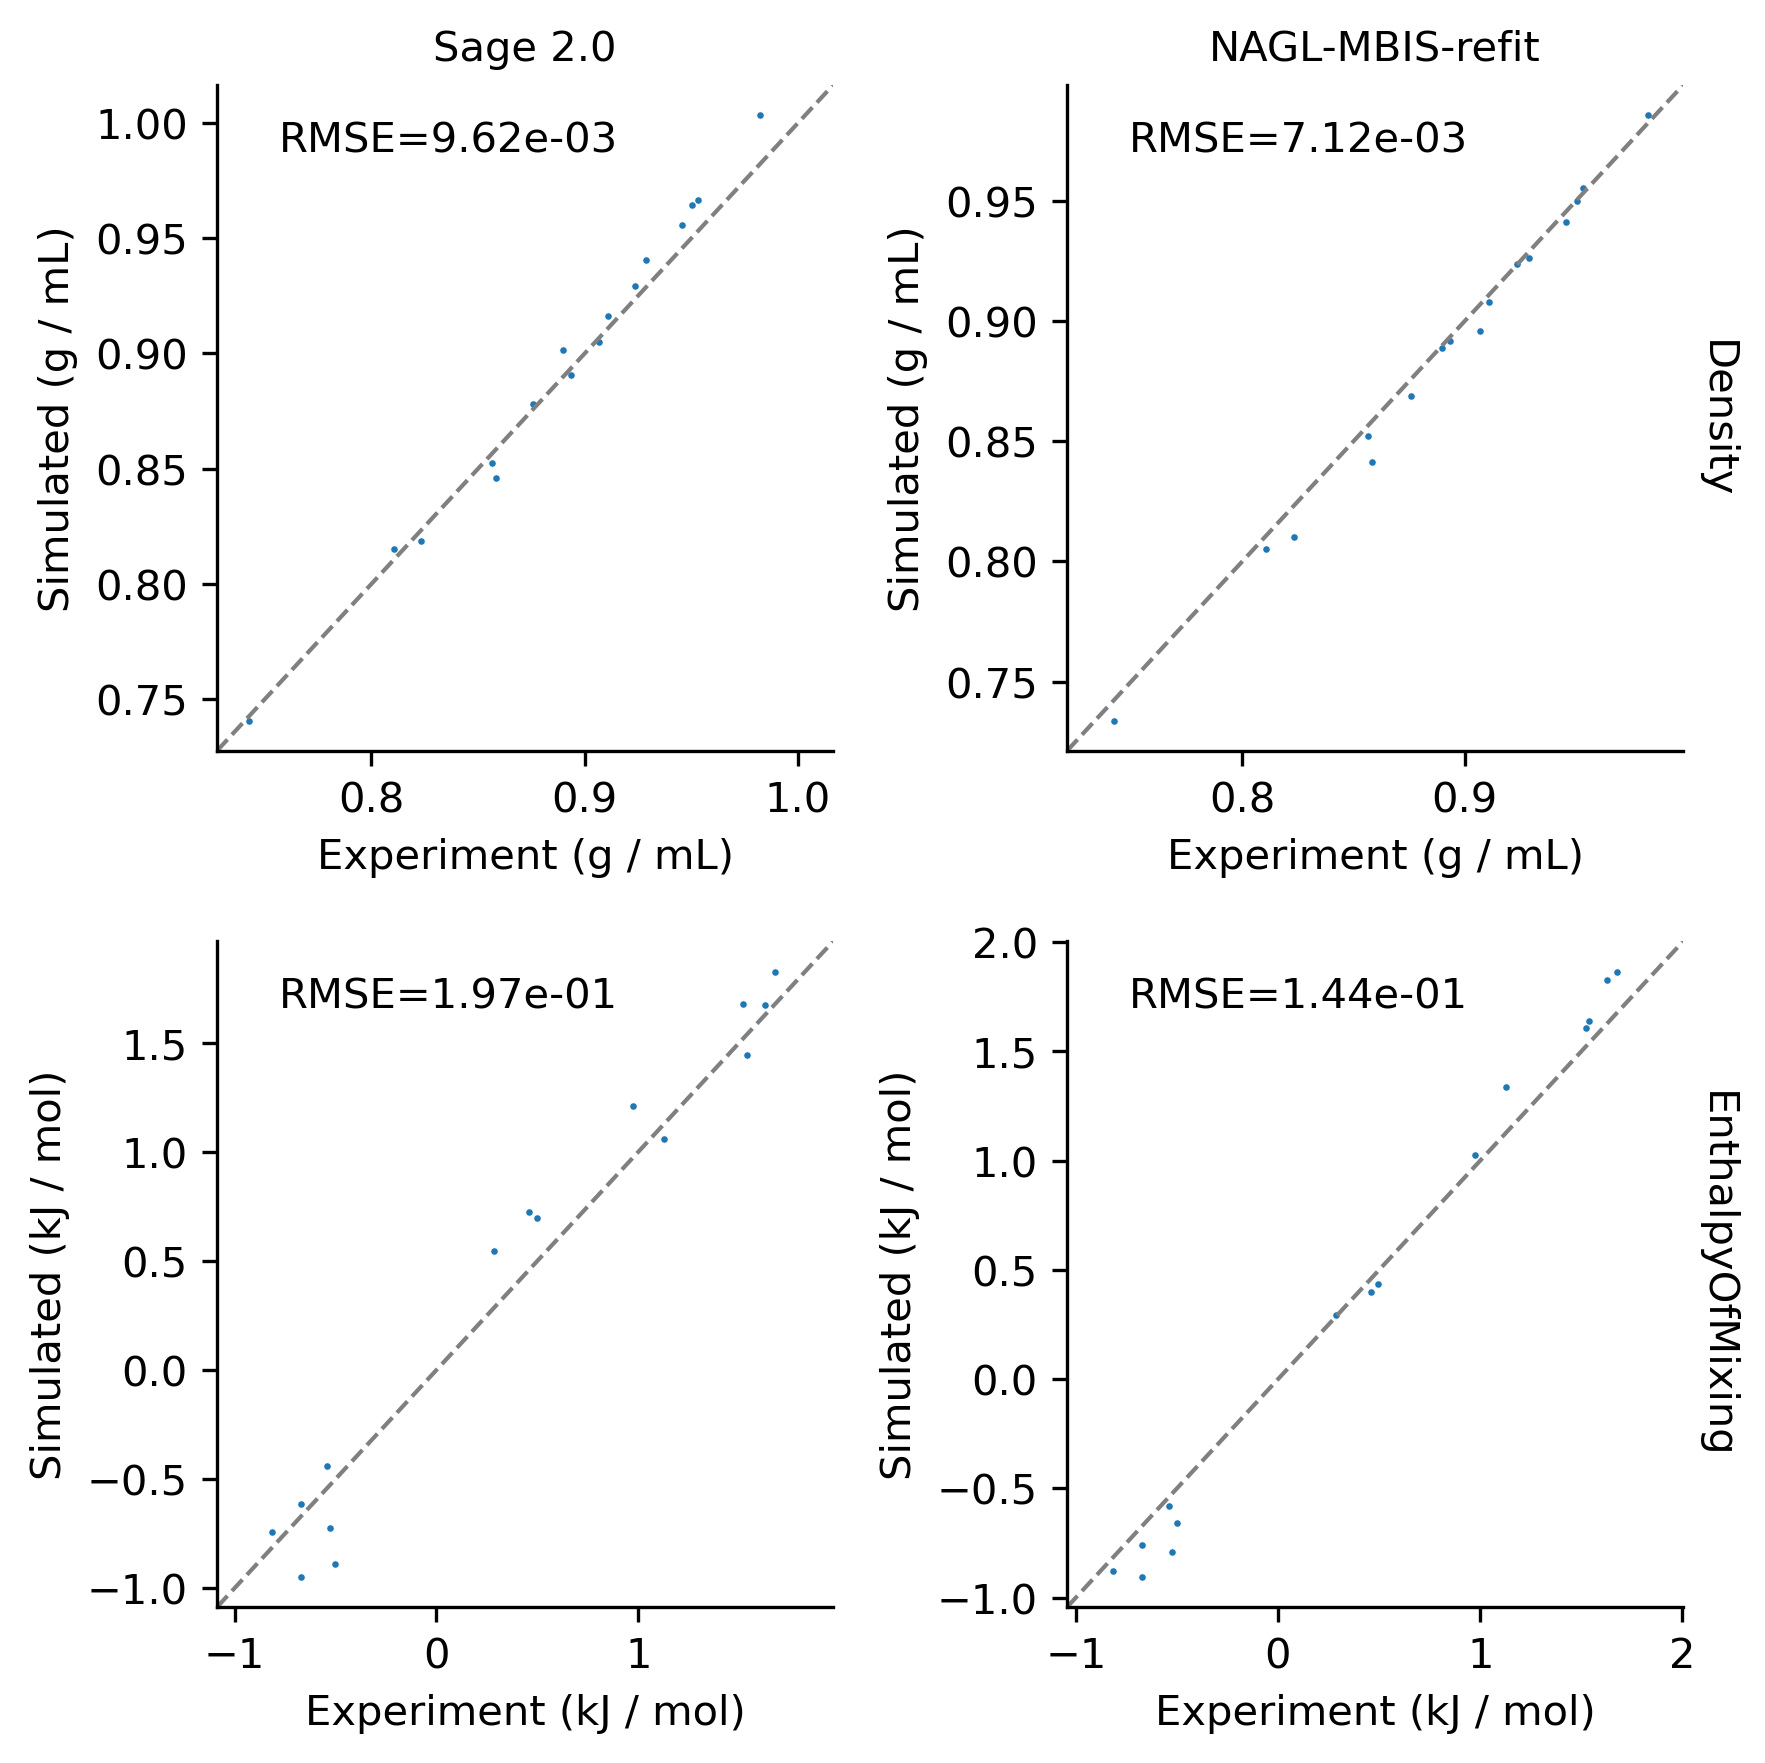 Sage 2.0
NAGL-MBIS-refit
RMSE=9.62e-03
1.00
0.95
0.90
0.85
0.80
0.75
Simulated (g / mL)
0.8 0.9 1.0
Experiment (g / mL)
RMSE=7.12e-03
0.95
0.90
0.85
0.80
0.75
Simulated (g / mL)
0.8 0.9
Experiment (g / mL)
Density
RMSE=1.97e-01
1.5
1.0
0.5
0.0
−0.5
−1.0
Simulated (kJ / mol)
−1 0 1
Experiment (kJ / mol)
RMSE=1.44e-01
2.0
1.5
1.0
0.5
0.0
−0.5
−1.0
Simulated (kJ / mol)
−1 0 1 2
Experiment (kJ / mol)
EnthalpyOfMixing